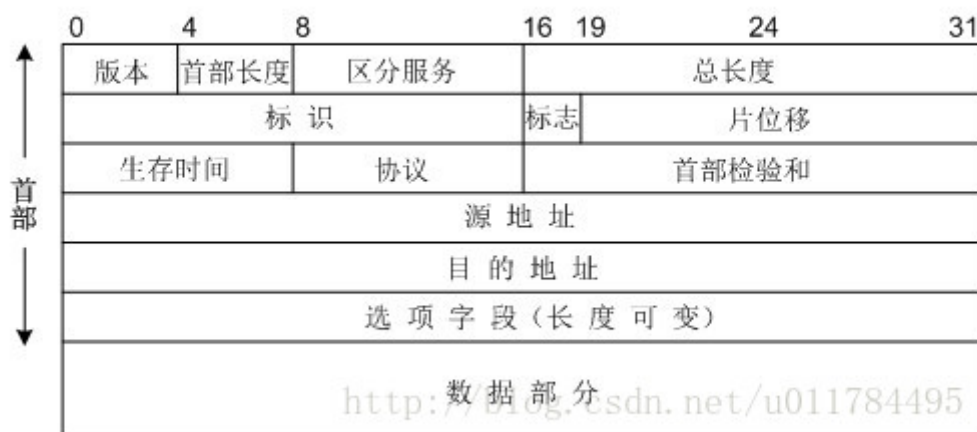 0 4 8 16 19 24 31
版本 首部长度 区分服务 总长度
标 识 标志 片位移
生存时间 协议 首部检验和
首部
源 地 址
目 的 地 址
选 项 字 段 (长 度 可 变)
数 据 部 分
http://blog.csdn.net/u011784495